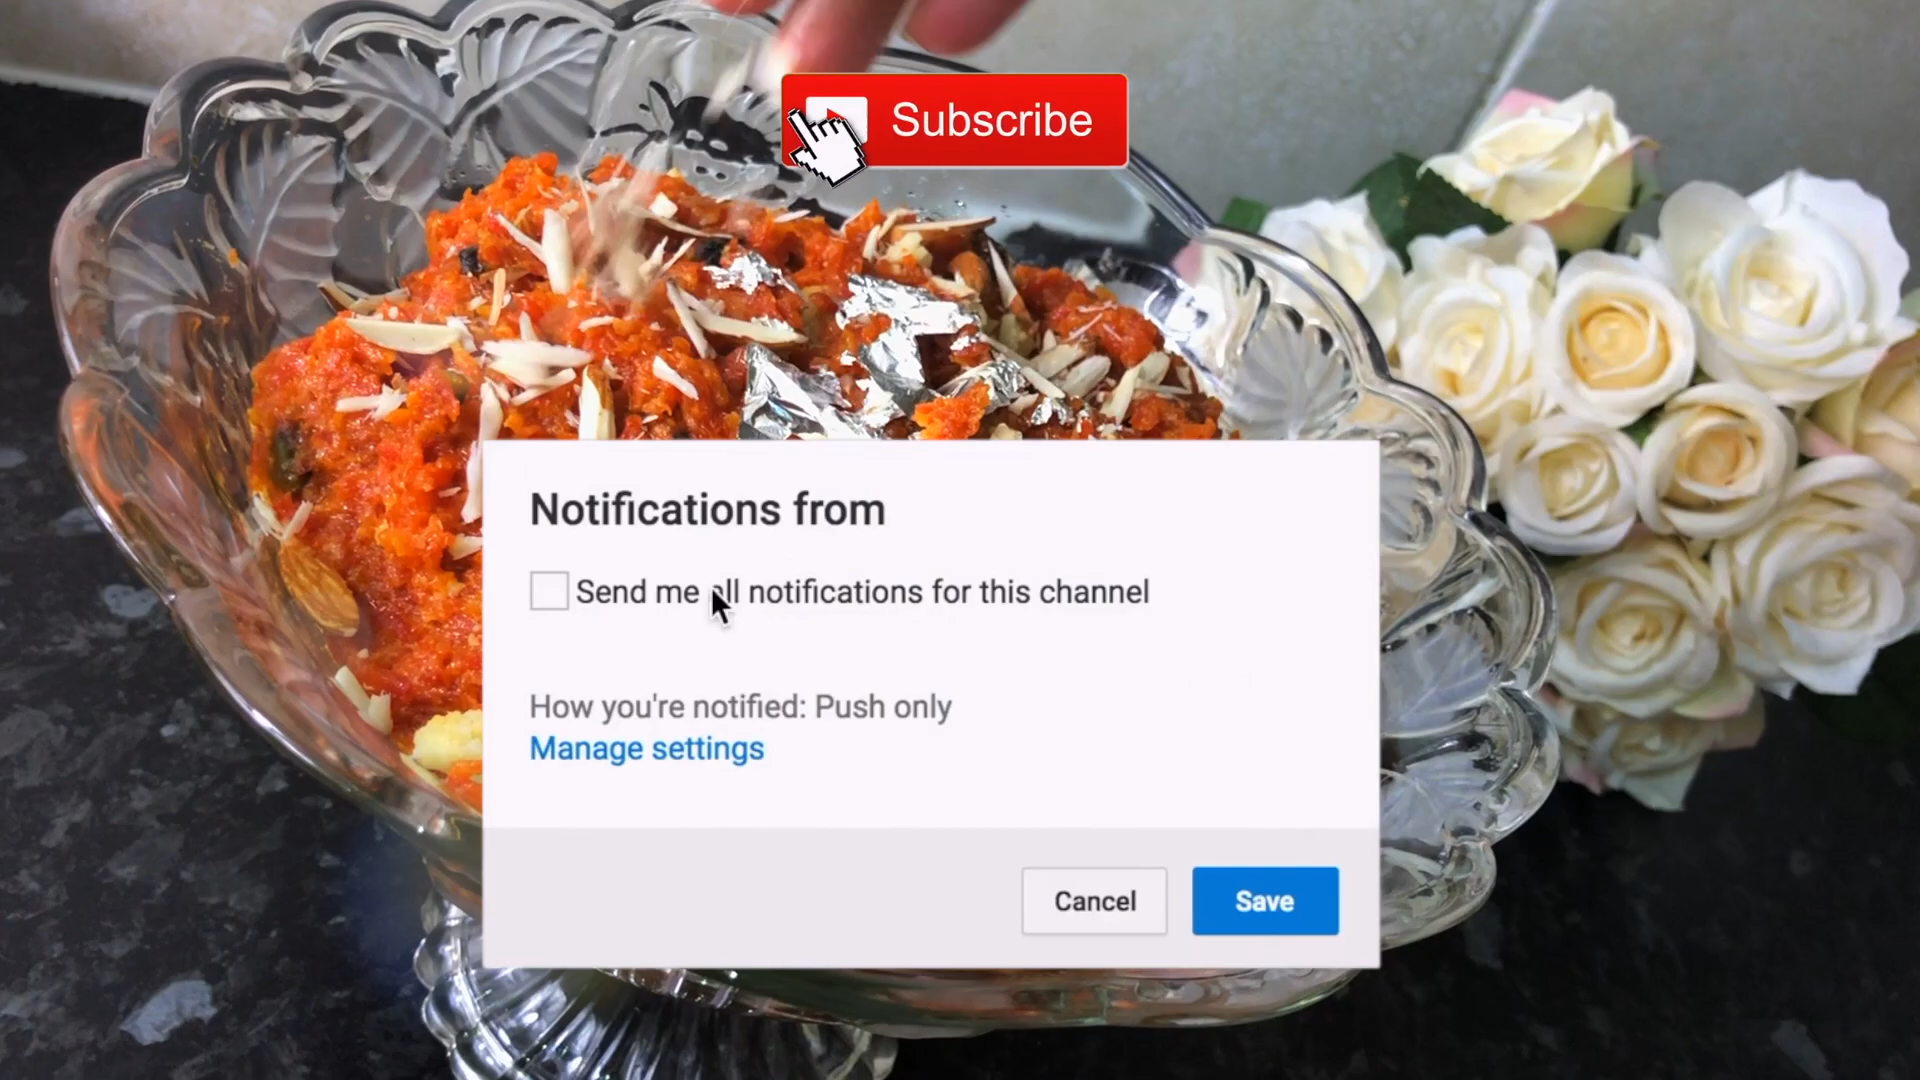 Subscribe
Notifications from
Send me all notifications for this channel
How you're notified: Push only
Manage settings
Cancel
Save